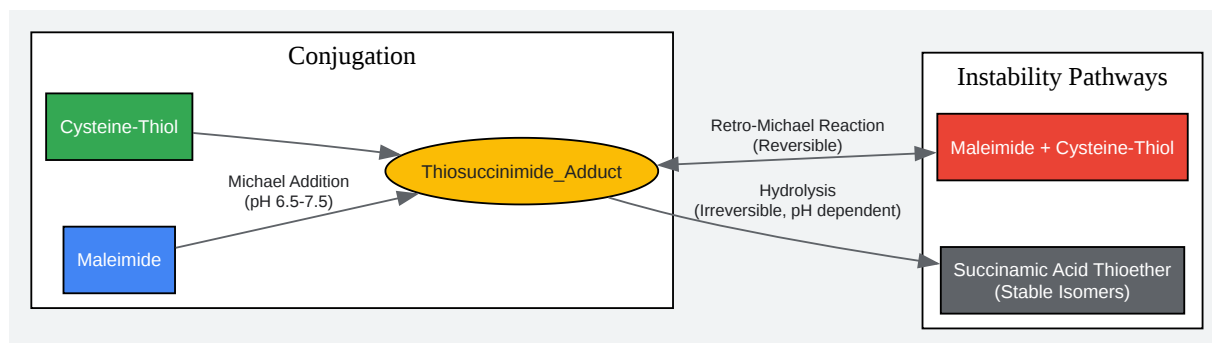 Conjugation
Cysteine-Thiol
Michael Addition
(pH 6.5-7.5)
Maleimide
Thiosuccinimide_Adduct
Retro-Michael Reaction
(Reversible)
Hydrolysis
(Irreversible, pH dependent)
Instability Pathways
Maleimide + Cysteine-Thiol
Succinamic Acid Thioether
(Stable Isomers)